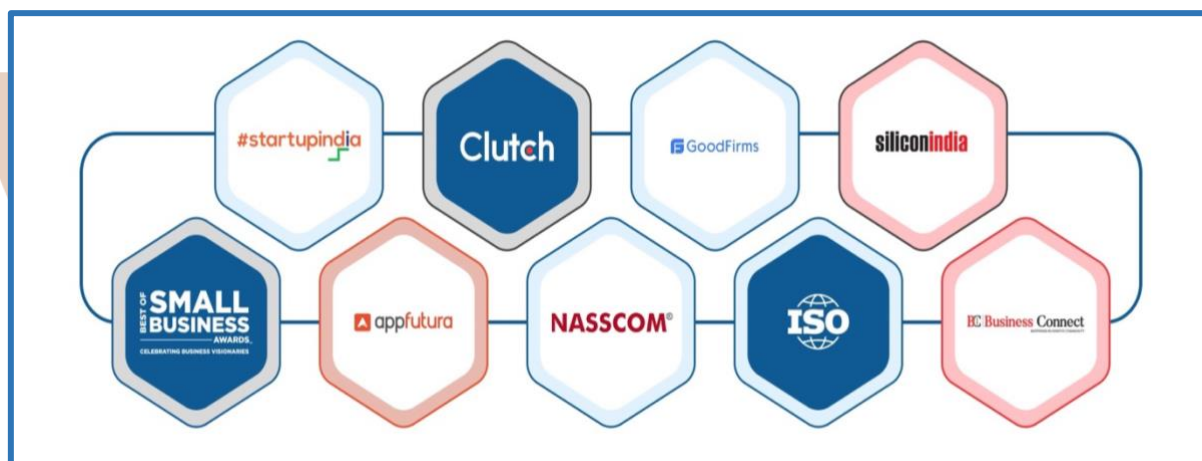 #startupindia
Clutch
GoodFirms
siliconindia
BEST OF
SMALL
BUSINESS
AWARDS
CELEBRATING BUSINESS VISIONARIES
appfutura
NASSCOM®
ISO
BC Business Connect